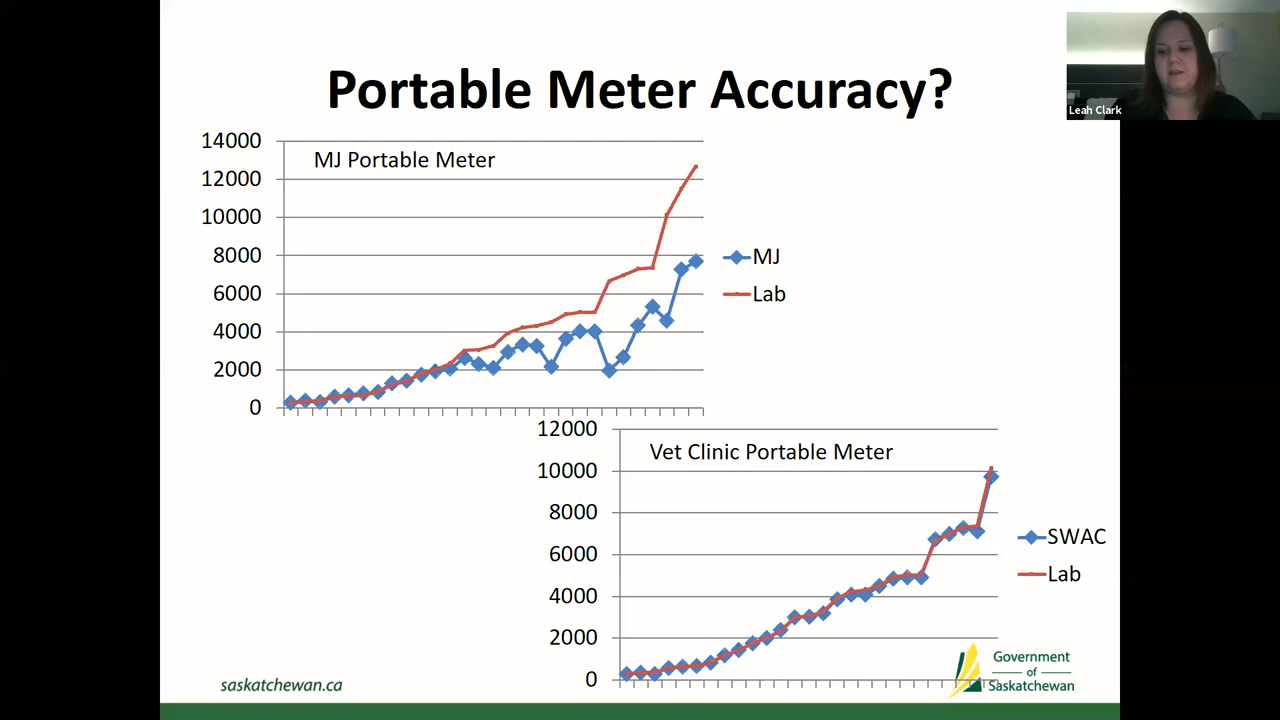 Portable Meter Accuracy?
Leah Clark
14000
12000
10000
8000
6000
4000
2000
0
MJ Portable Meter
MJ
Lab
12000
10000
8000
6000
4000
2000
0
Vet Clinic Portable Meter
SWAC
Lab
saskatchewan.ca
Government
of
Saskatchewan